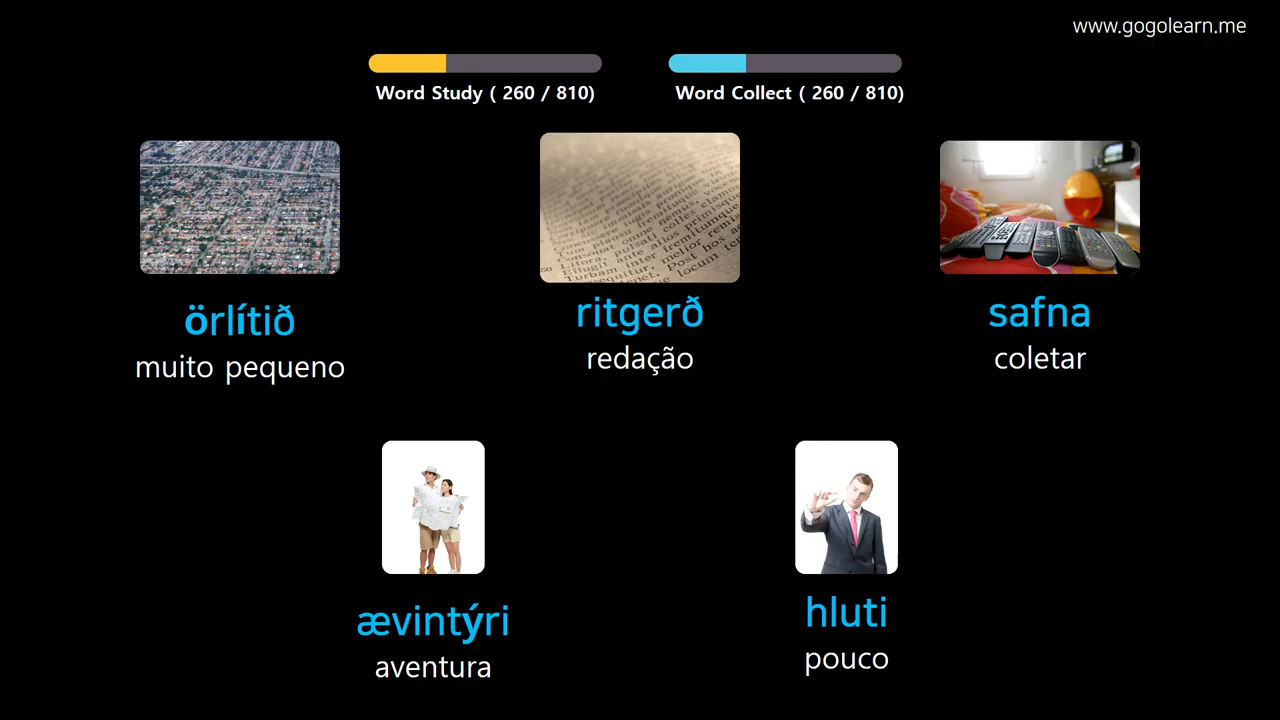 www.gogolearn.me
Word Study ( 260 / 810)
Word Collect ( 260 / 810)
örlítið
muito pequeno
ritgerð
redação
safna
coletar
ævintýri
aventura
hluti
pouco